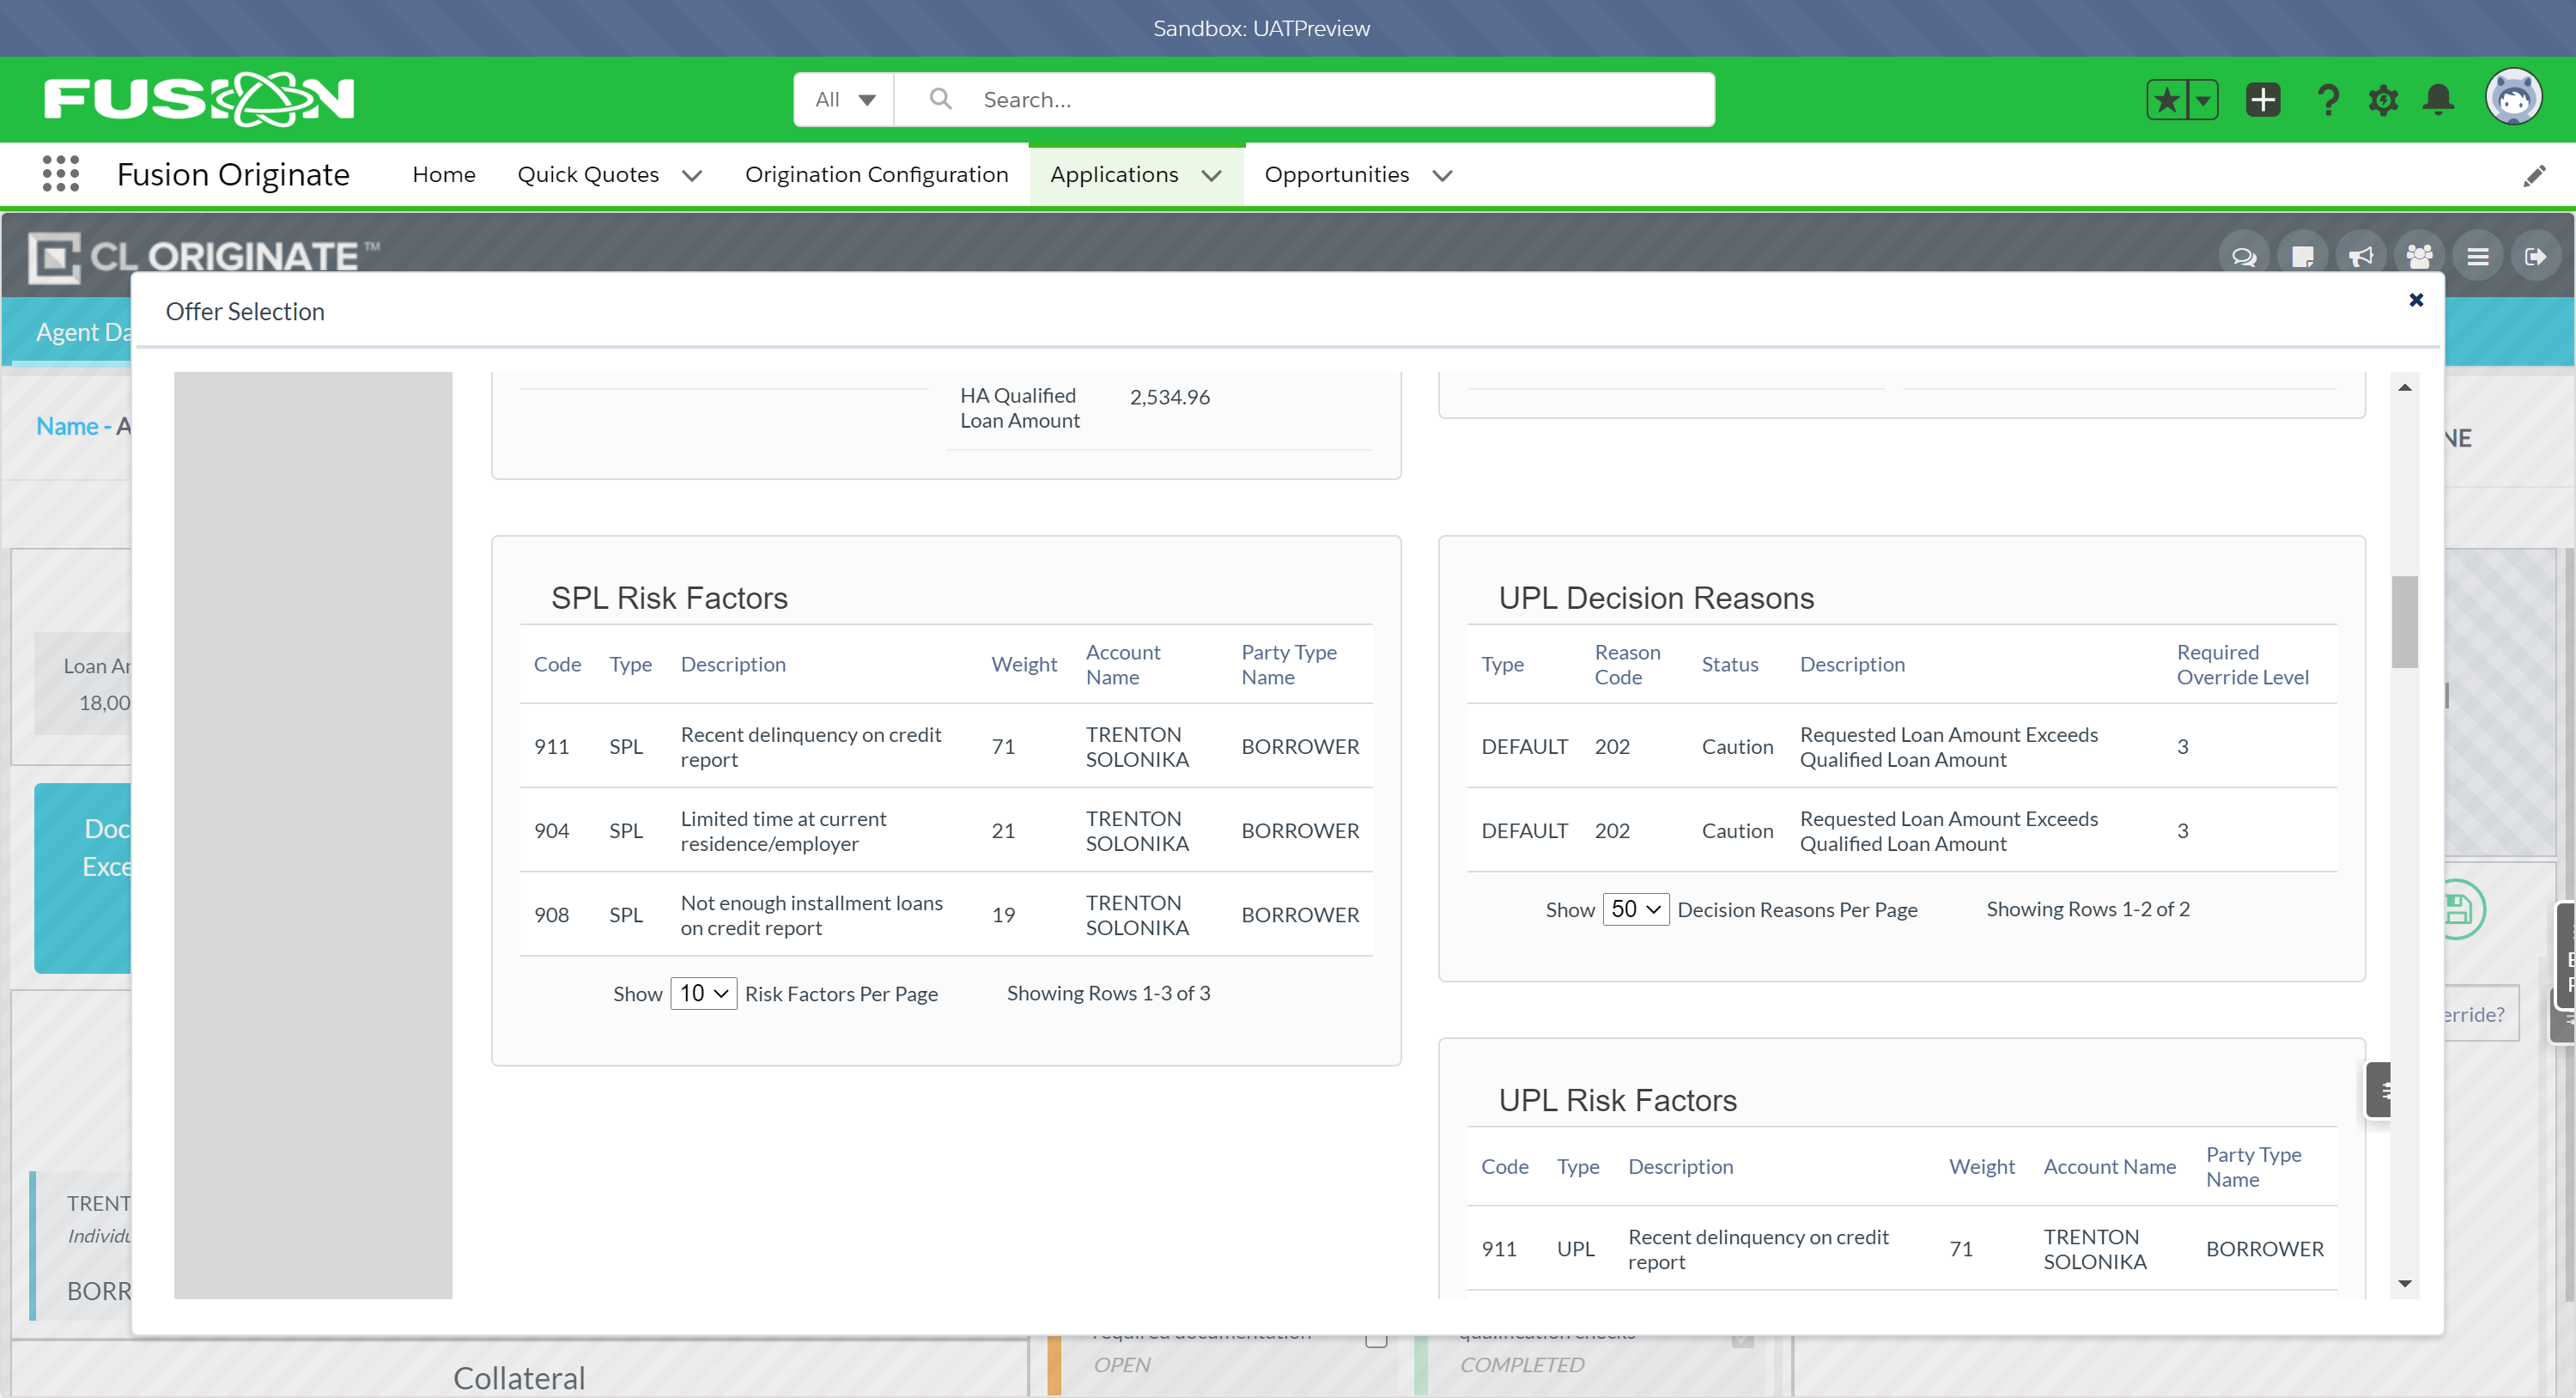 Sandbox: UATPreview
FUSION
All
Search...
Fusion Originate
Home
Quick Quotes
Origination Configuration
Applications
Opportunities
CL ORIGINATE™
Offer Selection
Agent Da
Name - A
NE
HA Qualified
Loan Amount
2,534.96
Loan Ar
18,00
Doc
Exce
SPL Risk Factors
Code Type Description Weight Account Name Party Type Name
911 SPL Recent delinquency on credit report 71 TRENTON SOLONIKA BORROWER
904 SPL Limited time at current residence/employer 21 TRENTON SOLONIKA BORROWER
908 SPL Not enough installment loans on credit report 19 TRENTON SOLONIKA BORROWER
Show 10 Risk Factors Per Page Showing Rows 1-3 of 3
UPL Decision Reasons
Type Reason Code Status Description Required Override Level
DEFAULT 202 Caution Requested Loan Amount Exceeds Qualified Loan Amount 3
DEFAULT 202 Caution Requested Loan Amount Exceeds Qualified Loan Amount 3
Show 50 Decision Reasons Per Page Showing Rows 1-2 of 2
erride?
UPL Risk Factors
Code Type Description Weight Account Name Party Type Name
911 UPL Recent delinquency on credit report 71 TRENTON SOLONIKA BORROWER
TRENT
Individu
BORR
Collateral
required documentation
OPEN
qualification checks
COMPLETED